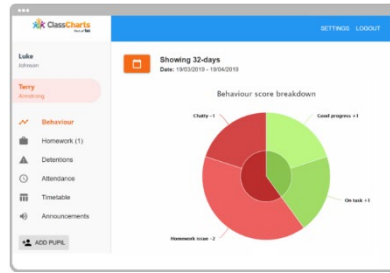 ClassCharts
SETTINGS LOGOUT
Luke
Johnson
Showing 32-days
Date: 19/03/2019 - 19/04/2019
Terry
Armstrong
Behaviour score breakdown
Behaviour
Homework (1)
Detentions
Attendance
Timetable
Announcements
ADD PUPIL
Chatty -1
Good progress +1
On task +1
Homework issue -2